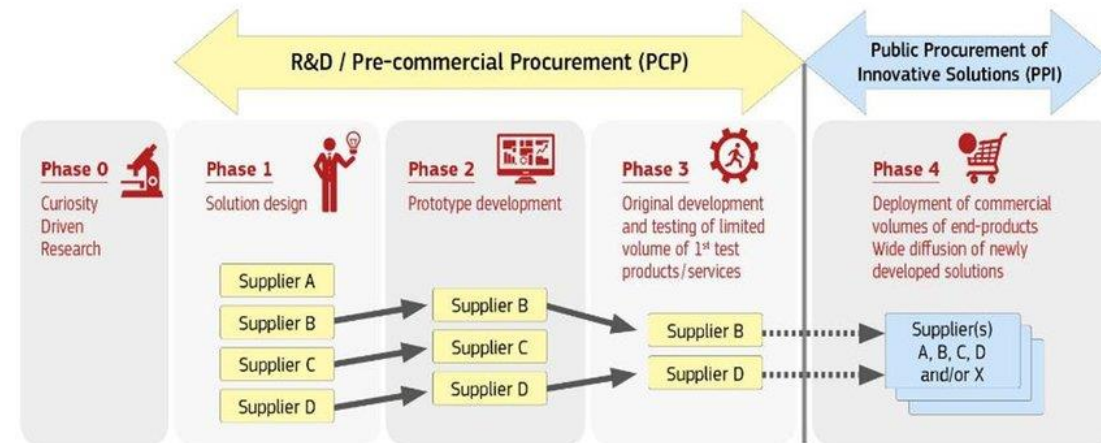 R&D / Pre-commercial Procurement (PCP)
Public Procurement of
Innovative Solutions (PPI)
Phase 0
Curiosity
Driven
Research
Phase 1
Solution design
Supplier A
Supplier B
Supplier C
Supplier D
Phase 2
Prototype development
Supplier B
Supplier C
Supplier D
Phase 3
Original development
and testing of limited
volume of 1st test
products/services
Supplier B
Supplier D
Phase 4
Deployment of commercial
volumes of end-products
Wide diffusion of newly
developed solutions
Supplier(s)
A, B, C, D
and/or X